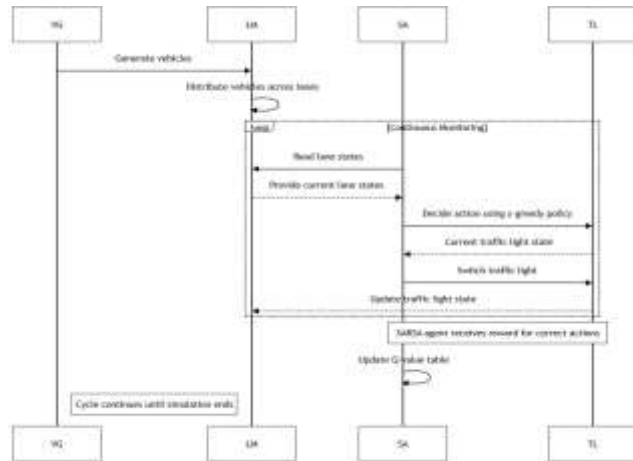 VG LM SA TL
Generate vehicles
Distribute vehicles across lanes
loop [Continuous Monitoring]
Read lane states
Provide current lane states
Decide action using ε-greedy policy
Current traffic light state
Switch traffic light
Update traffic light state
SARSA-agent receives reward for correct actions
Update Q-value table
Cycle continues until simulation ends
VG LM SA TL